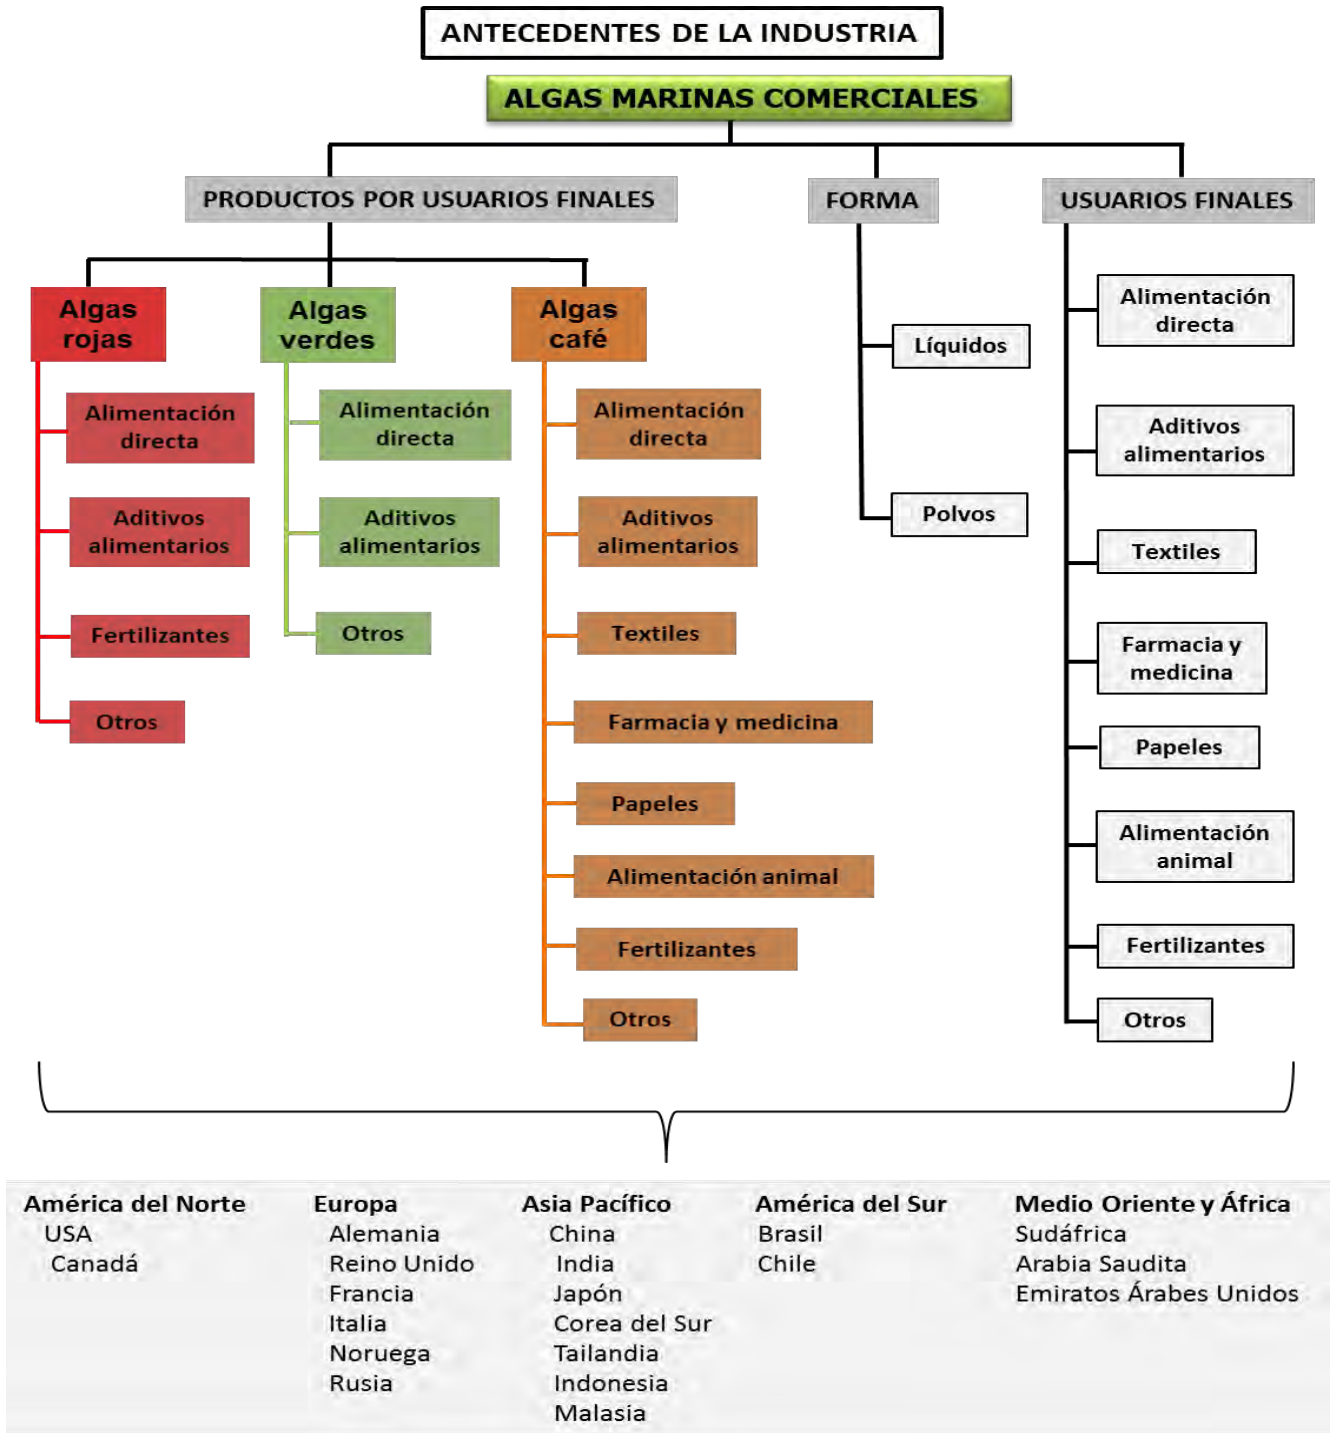 ANTECEDENTES DE LA INDUSTRIA
ALGAS MARINAS COMERCIALES
PRODUCTOS POR USUARIOS FINALES
Algas
rojas
Alimentación
directa
Aditivos
alimentarios
Fertilizantes
Otros
Algas
verdes
Alimentación
directa
Aditivos
alimentarios
Otros
Algas
café
Alimentación
directa
Aditivos
alimentarios
Textiles
Farmacia y medicina
Papeles
Alimentación animal
Fertilizantes
Otros
FORMA
Líquidos
Polvos
USUARIOS FINALES
Alimentación
directa
Aditivos
alimentarios
Textiles
Farmacia y
medicina
Papeles
Alimentación
animal
Fertilizantes
Otros
América del Norte
USA
Canadá
Europa
Alemania
Reino Unido
Francia
Italia
Noruega
Rusia
Asia Pacífico
China
India
Japón
Corea del Sur
Tailandia
Indonesia
Malasia
América del Sur
Brasil
Chile
Medio Oriente y África
Sudáfrica
Arabia Saudita
Emiratos Árabes Unidos